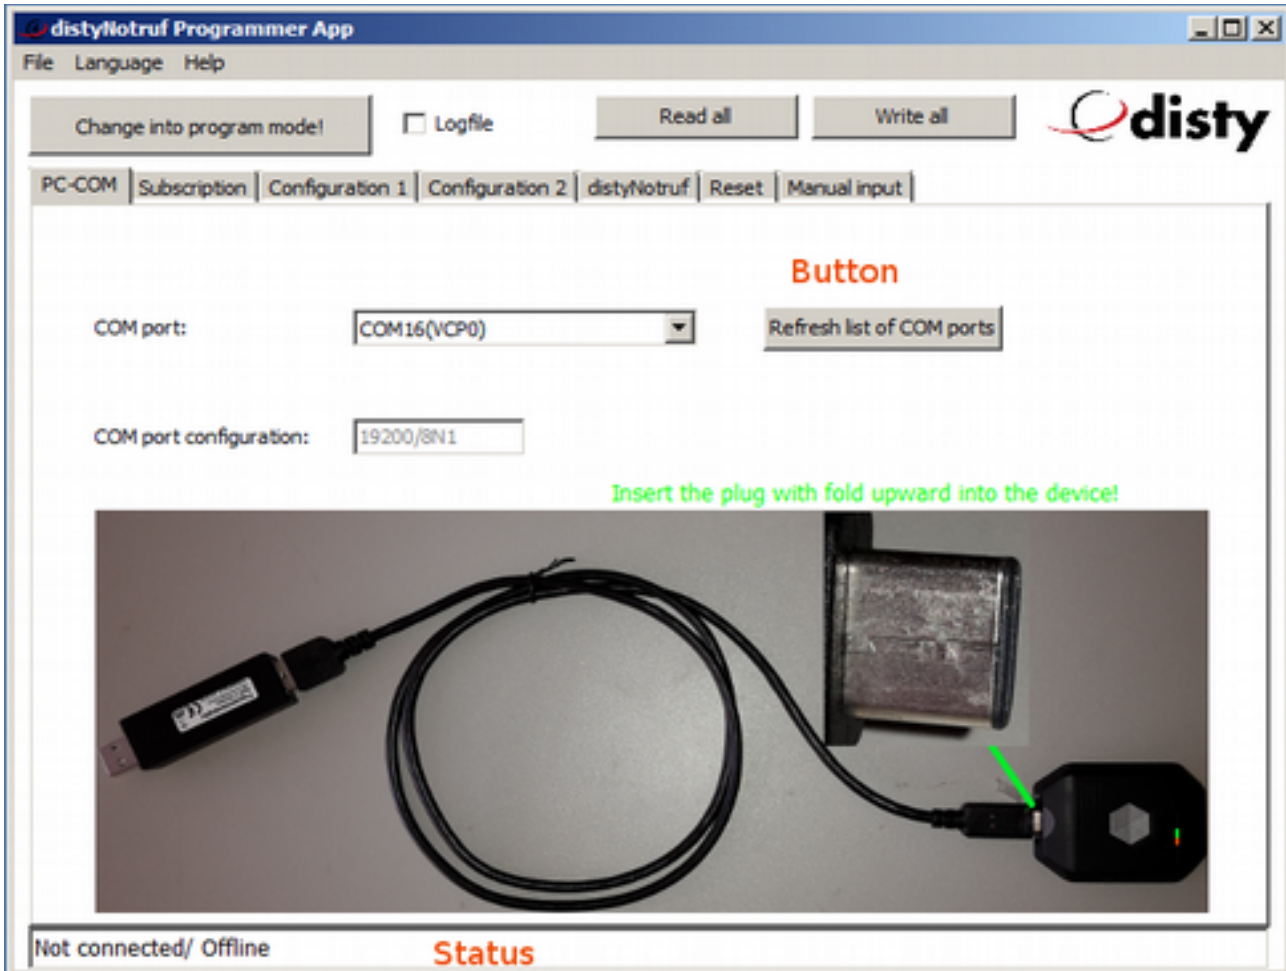 distyNotruf Programmer App
File Language Help
Change into program mode!
Logfile
Read all
Write all
disty
PC-COM Subscription Configuration 1 Configuration 2 distyNotruf Reset Manual input
Button
COM port:
COM16(VCP0)
Refresh list of COM ports
COM port configuration:
19200/8N1
Insert the plug with fold upward into the device!
Not connected/ Offline
Status